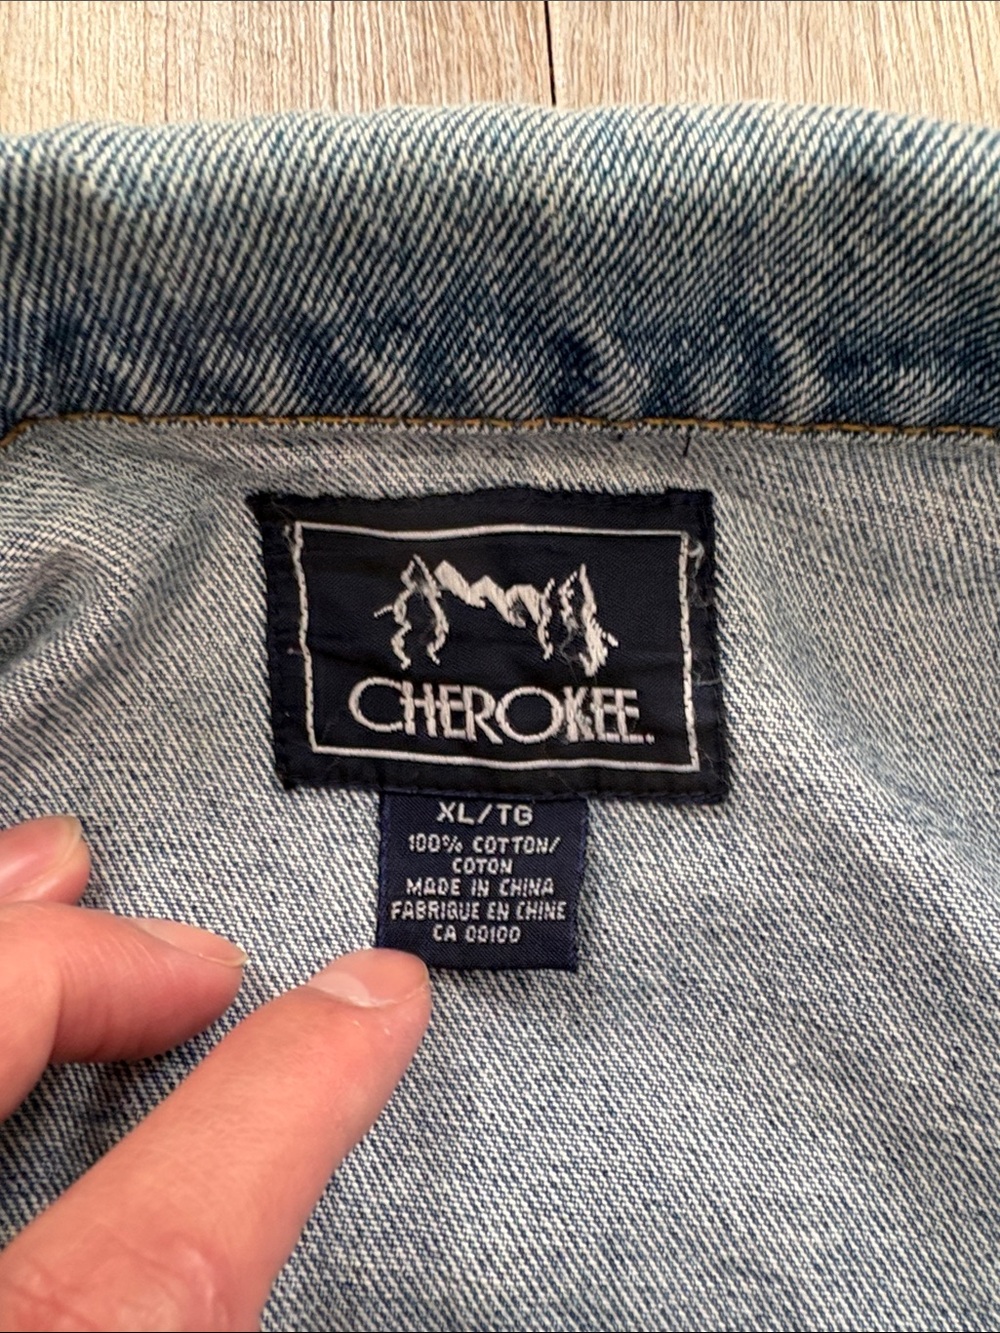 CHEROKEE.
XL/TG
100% COTTON/
COTON
MADE IN CHINA
FABRIQUE EN CHINE
CA 00100